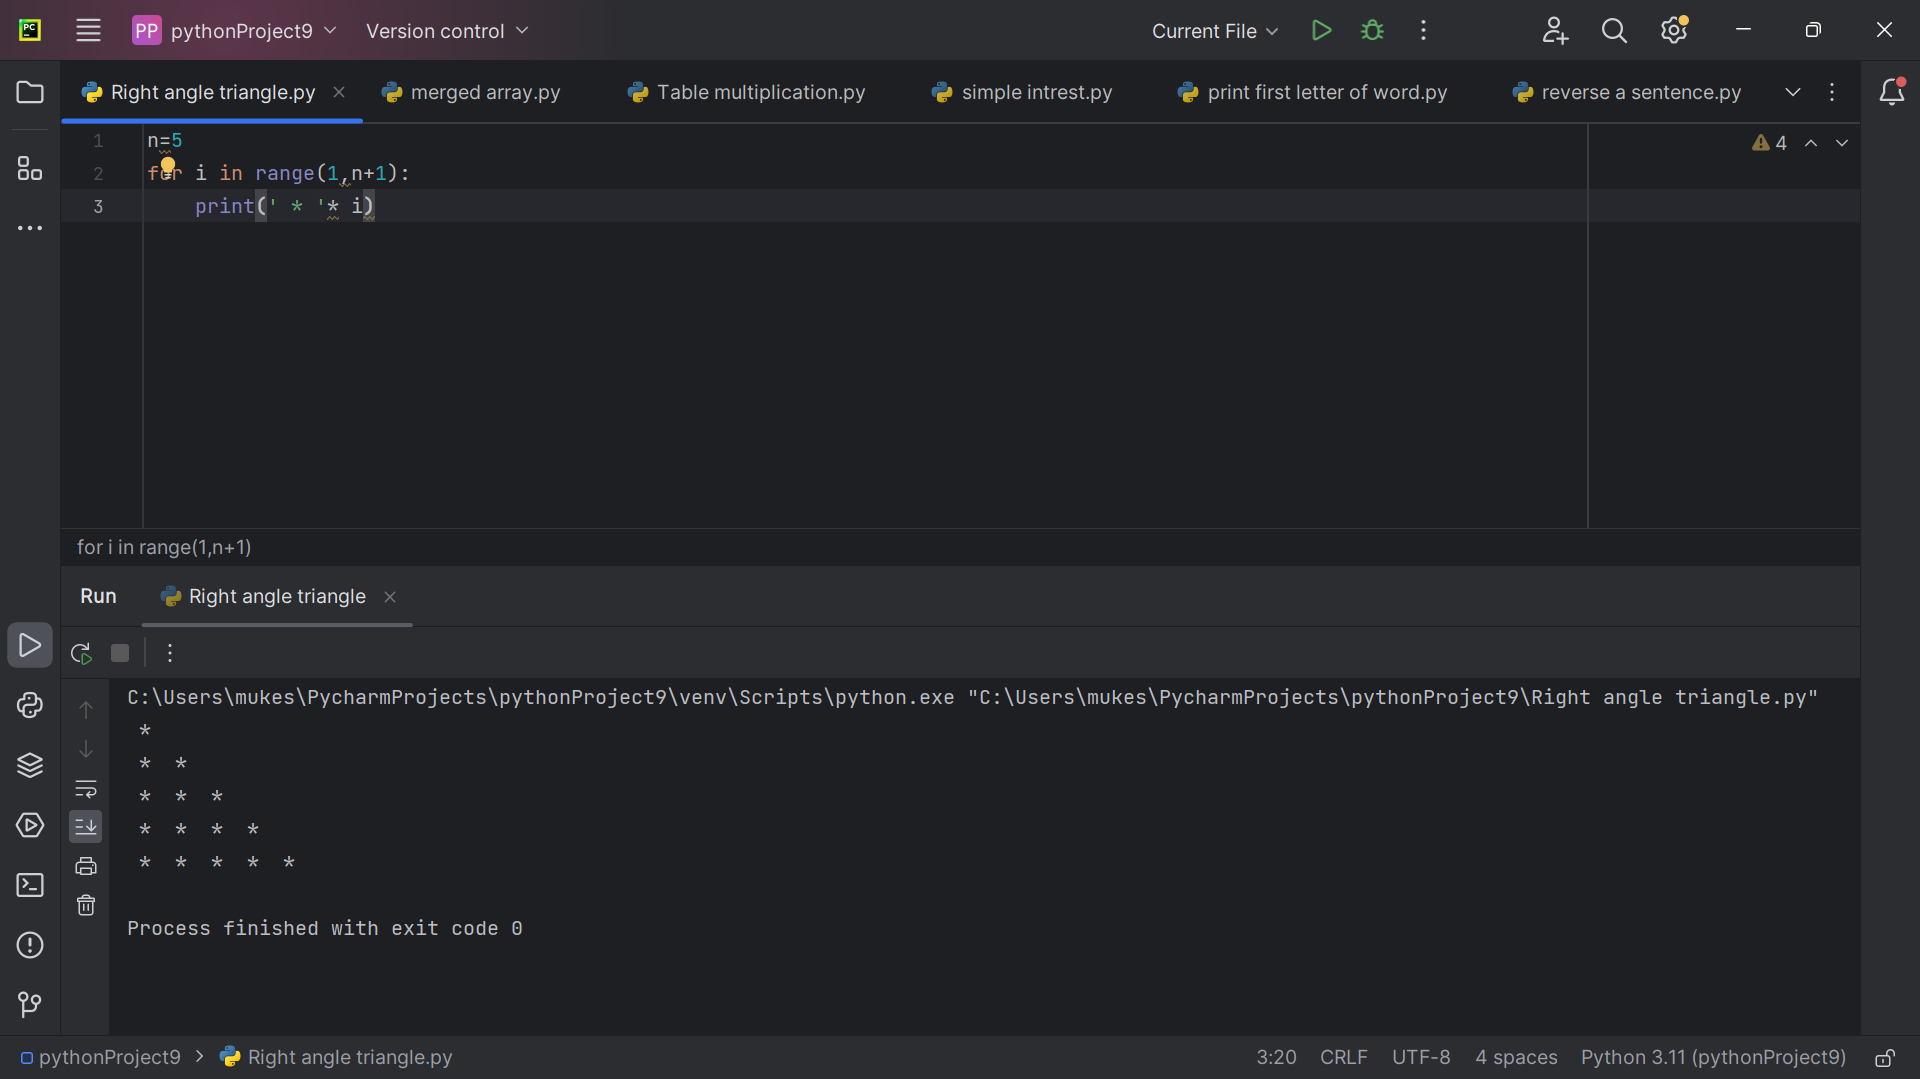 PC
PP pythonProject9 Version control Current File
Right angle triangle.py merged array.py Table multiplication.py simple intrest.py print first letter of word.py reverse a sentence.py
1 n=5
2 for i in range(1,n+1):
3     print(' * '* i)
4
for i in range(1,n+1)
Run Right angle triangle
C:\Users\mukes\PycharmProjects\pythonProject9\venv\Scripts\python.exe "C:\Users\mukes\PycharmProjects\pythonProject9\Right angle triangle.py"
 *
 *  *
 *  *  *
 *  *  *  *
 *  *  *  *  *
Process finished with exit code 0
pythonProject9 > Right angle triangle.py 3:20 CRLF UTF-8 4 spaces Python 3.11 (pythonProject9)